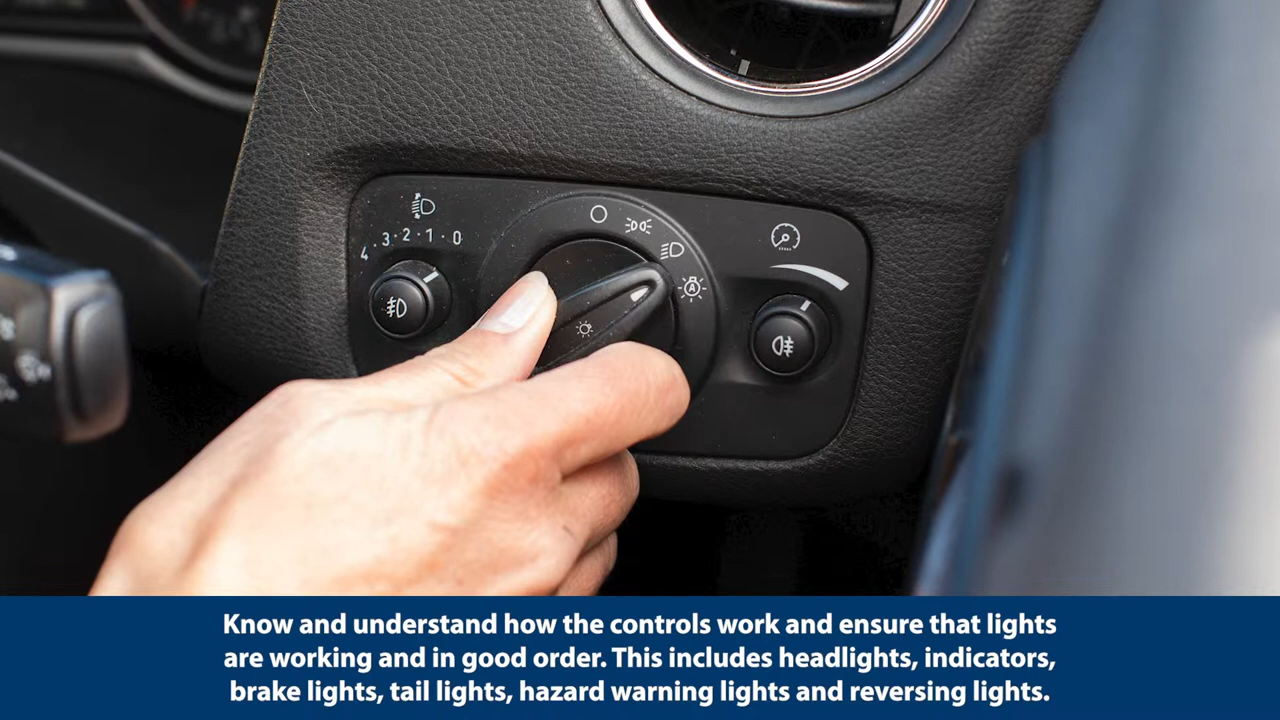 4 · 3 · 2 · 1 · 0
A
Know and understand how the controls work and ensure that lights
are working and in good order. This includes headlights, indicators,
brake lights, tail lights, hazard warning lights and reversing lights.